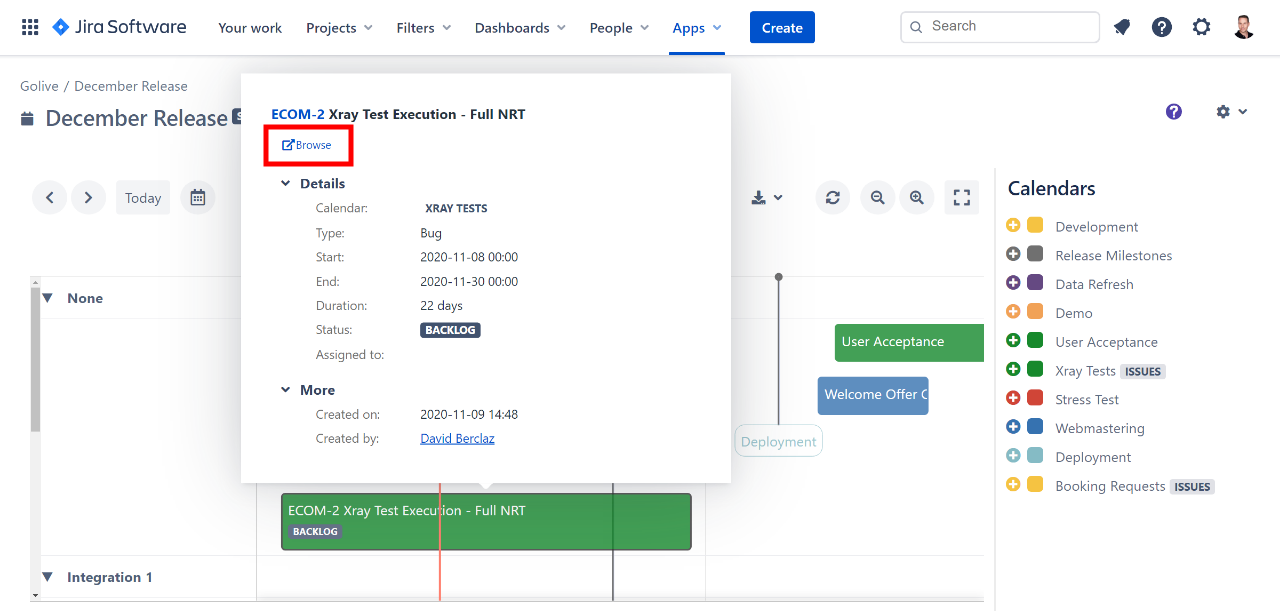 Jira Software Your work Projects Filters Dashboards People Apps Create Search
Golive / December Release
December Release S
ECOM-2 Xray Test Execution - Full NRT
Browse
Details
Calendar: XRAY TESTS
Type: Bug
Start: 2020-11-08 00:00
End: 2020-11-30 00:00
Duration: 22 days
Status: BACKLOG
Assigned to:
More
Created on: 2020-11-09 14:48
Created by: David Berclaz
Today
None
User Acceptance
Welcome Offer C
Deployment
ECOM-2 Xray Test Execution - Full NRT
BACKLOG
Integration 1
Calendars
Development
Release Milestones
Data Refresh
Demo
User Acceptance
Xray Tests ISSUES
Stress Test
Webmastering
Deployment
Booking Requests ISSUES